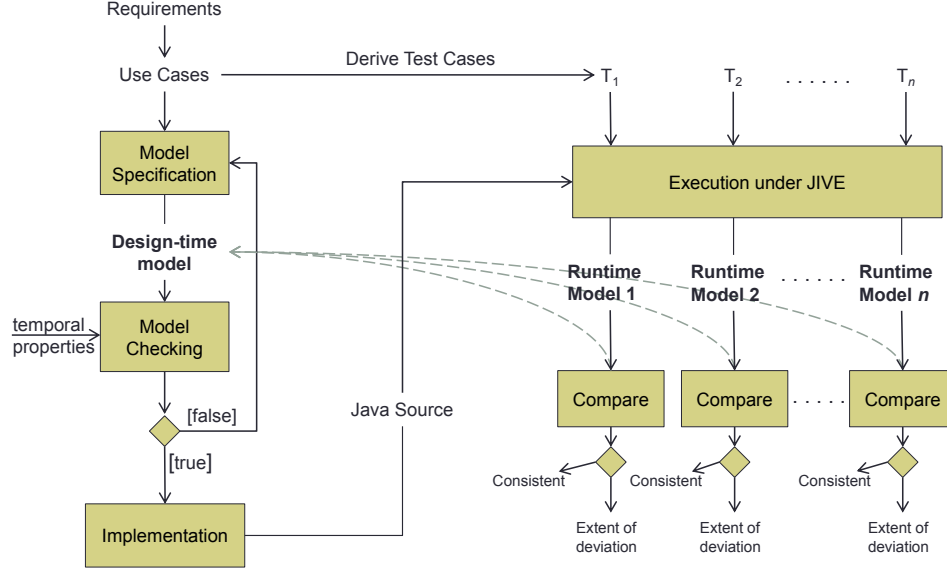 Requirements
Use Cases
Derive Test Cases
T1
T2
. . . . . .
Tn
Model
Specification
Execution under JIVE
Design-time
model
Runtime
Model 1
Runtime
Model 2
. . . . . .
Runtime
Model n
temporal
properties
Model
Checking
[false]
Java Source
Compare
Compare
. . . . .
Compare
[true]
Consistent
Consistent
Consistent
Implementation
Extent of
deviation
Extent of
deviation
Extent of
deviation